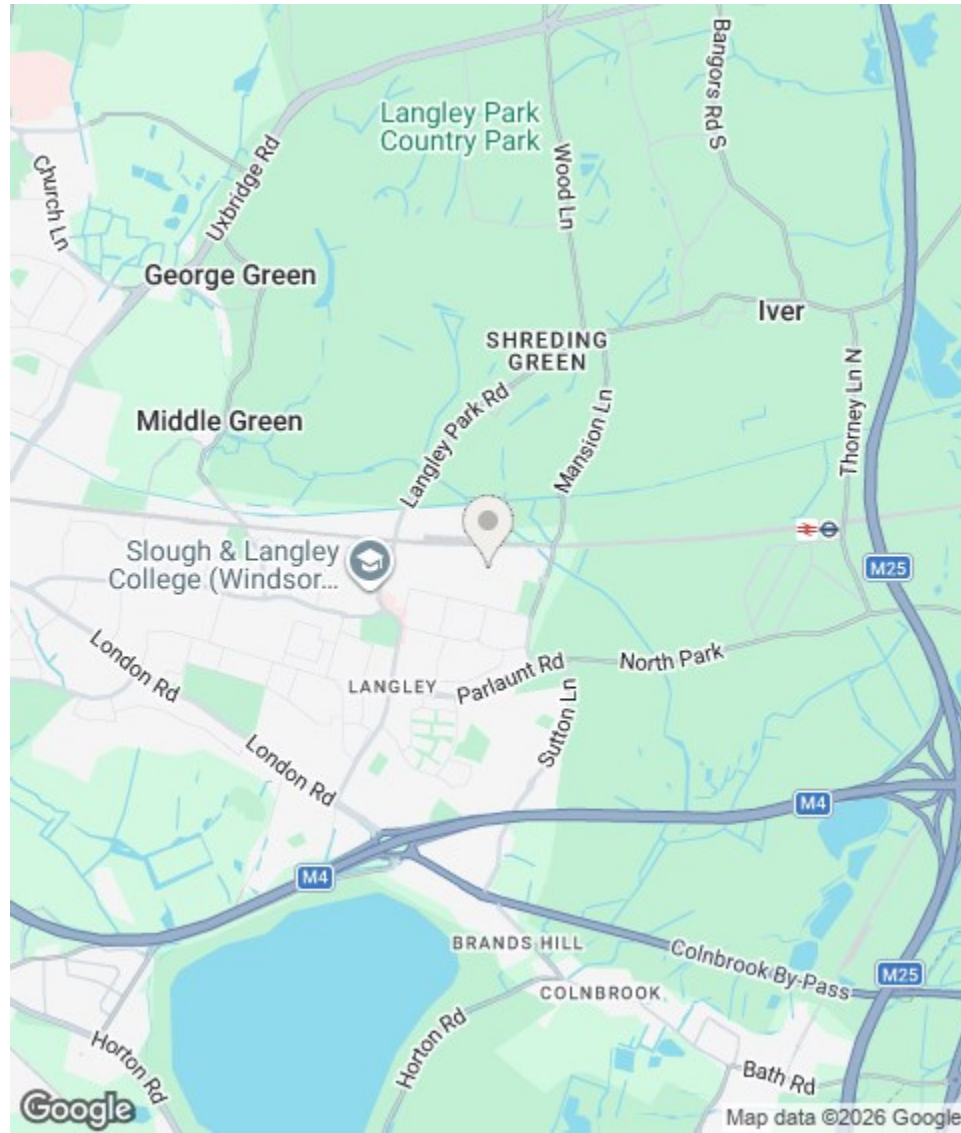 Langley Park
Country Park
Bangors Rd S
Wood Ln
Uxbridge Rd
Church Ln
George Green
Iver
SHREDING
GREEN
Thorney Ln N
Langley Park Rd
Mansion Ln
Middle Green
Slough & Langley
College (Windsor...
M25
London Rd
LANGLEY
Parlaunt Rd
North Park
Sutton Ln
London Rd
M4
M4
BRANDS HILL
Colnbrook By-Pass
M25
COLNBROOK
Horton Rd
Horton Rd
Bath Rd
Google
Map data ©2026 Google